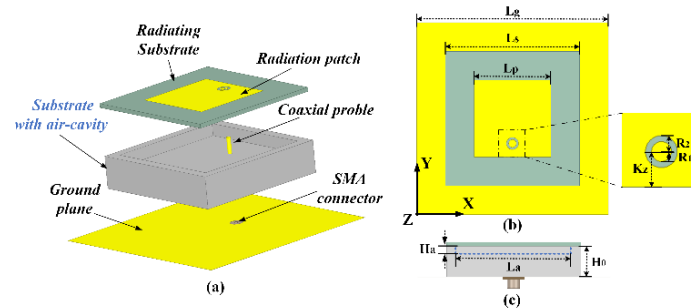 Radiating
Substrate
Radiation patch
Substrate
with air-cavity
Coaxial proble
Ground
plane
SMA
connector
(a)
Lg
Ls
Lp
R2
R1
Kz
Y
Z
X
(b)
Ha
La
H0
(c)